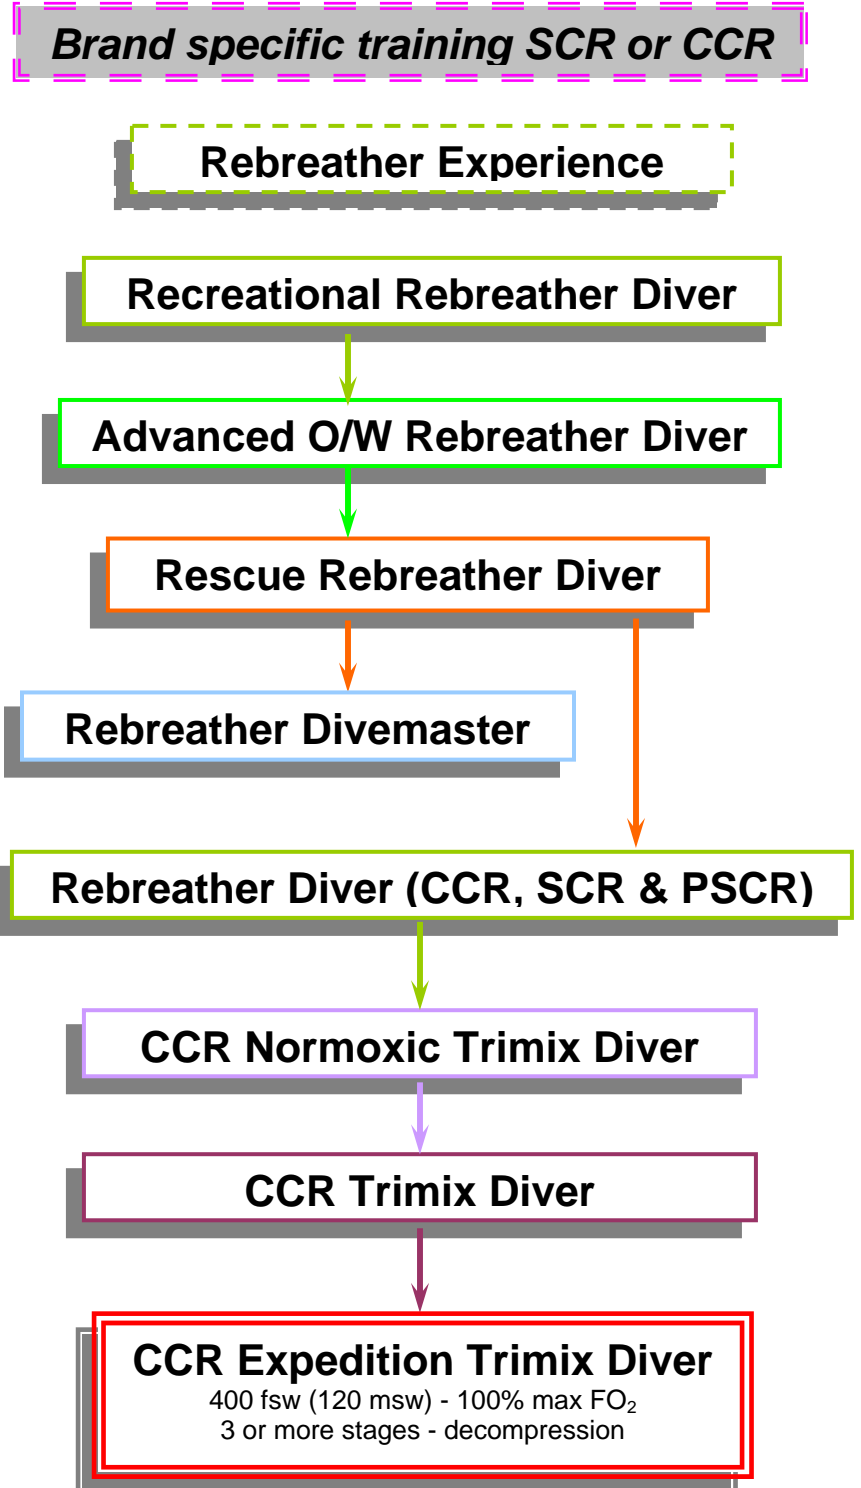 Brand specific training SCR or CCR
Rebreather Experience
Recreational Rebreather Diver
Advanced O/W Rebreather Diver
Rescue Rebreather Diver
Rebreather Divemaster
Rebreather Diver (CCR, SCR & PSCR)
CCR Normoxic Trimix Diver
CCR Trimix Diver
CCR Expedition Trimix Diver
400 fsw (120 msw) - 100% max FO₂
3 or more stages - decompression